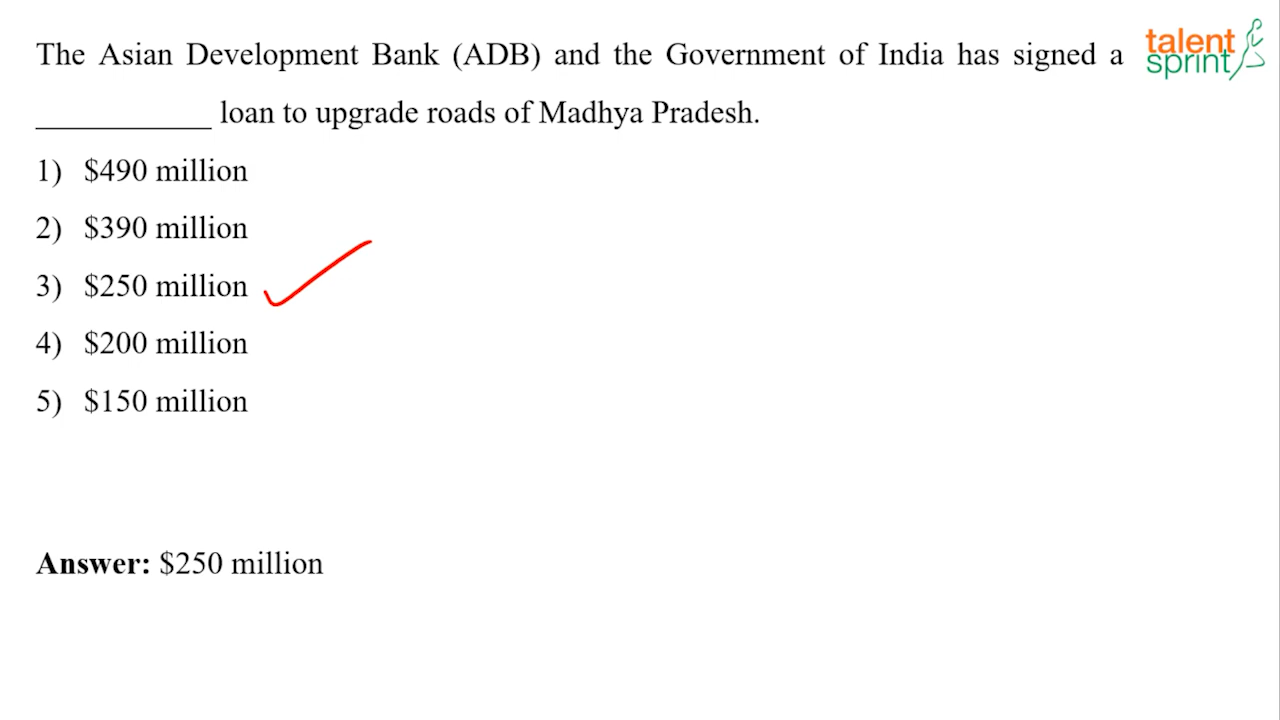 The Asian Development Bank (ADB) and the Government of India has signed a
___________ loan to upgrade roads of Madhya Pradesh.
1) $490 million
2) $390 million
3) $250 million
4) $200 million
5) $150 million
Answer: $250 million
talent
sprint